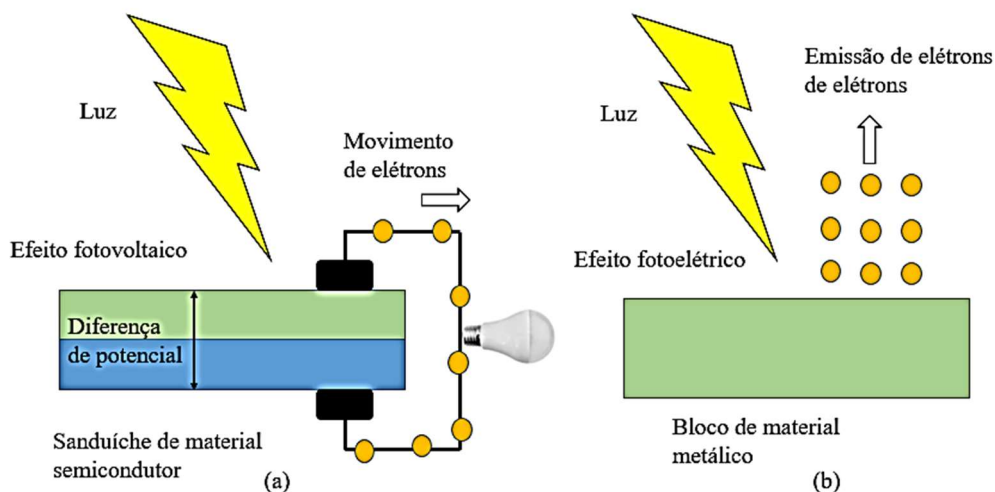 Luz
Movimento
de elétrons
Efeito fotovoltaico
Diferença
de potencial
Sanduíche de material
semicondutor
(a)
Emissão de elétrons
de elétrons
Luz
Efeito fotoelétrico
Bloco de material
metálico
(b)